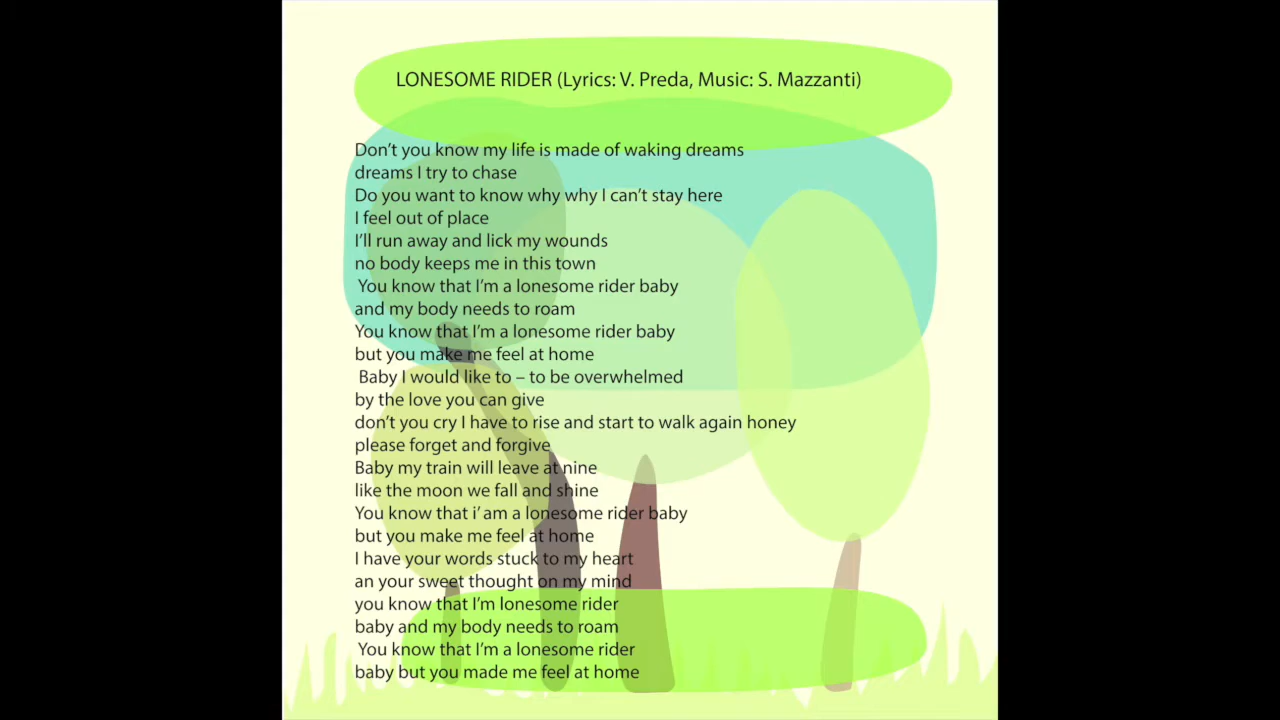 LONESOME RIDER (Lyrics: V. Preda, Music: S. Mazzanti)
Don't you know my life is made of waking dreams
dreams I try to chase
Do you want to know why why I can't stay here
I feel out of place
I'll run away and lick my wounds
no body keeps me in this town
You know that I'm a lonesome rider baby
and my body needs to roam
You know that I'm a lonesome rider baby
but you make me feel at home
Baby I would like to – to be overwhelmed
by the love you can give
don't you cry I have to rise and start to walk again honey
please forget and forgive
Baby my train will leave at nine
like the moon we fall and shine
You know that i' am a lonesome rider baby
but you make me feel at home
I have your words stuck to my heart
an your sweet thought on my mind
you know that I'm lonesome rider
baby and my body needs to roam
You know that I'm a lonesome rider
baby but you made me feel at home